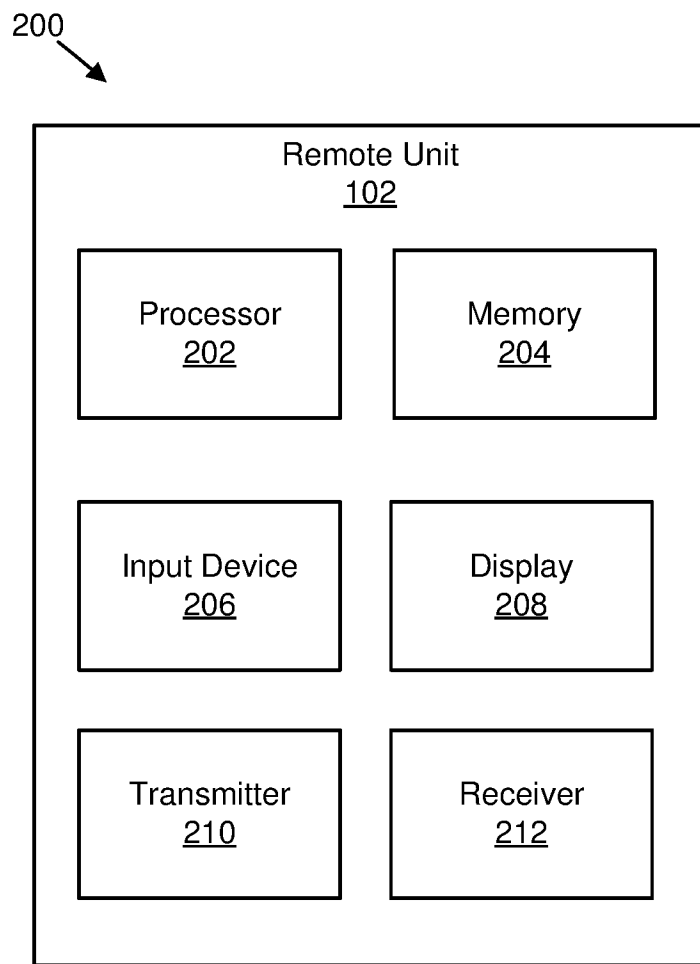 200
Remote Unit
102
Processor
202
Memory
204
Input Device
206
Display
208
Transmitter
210
Receiver
212